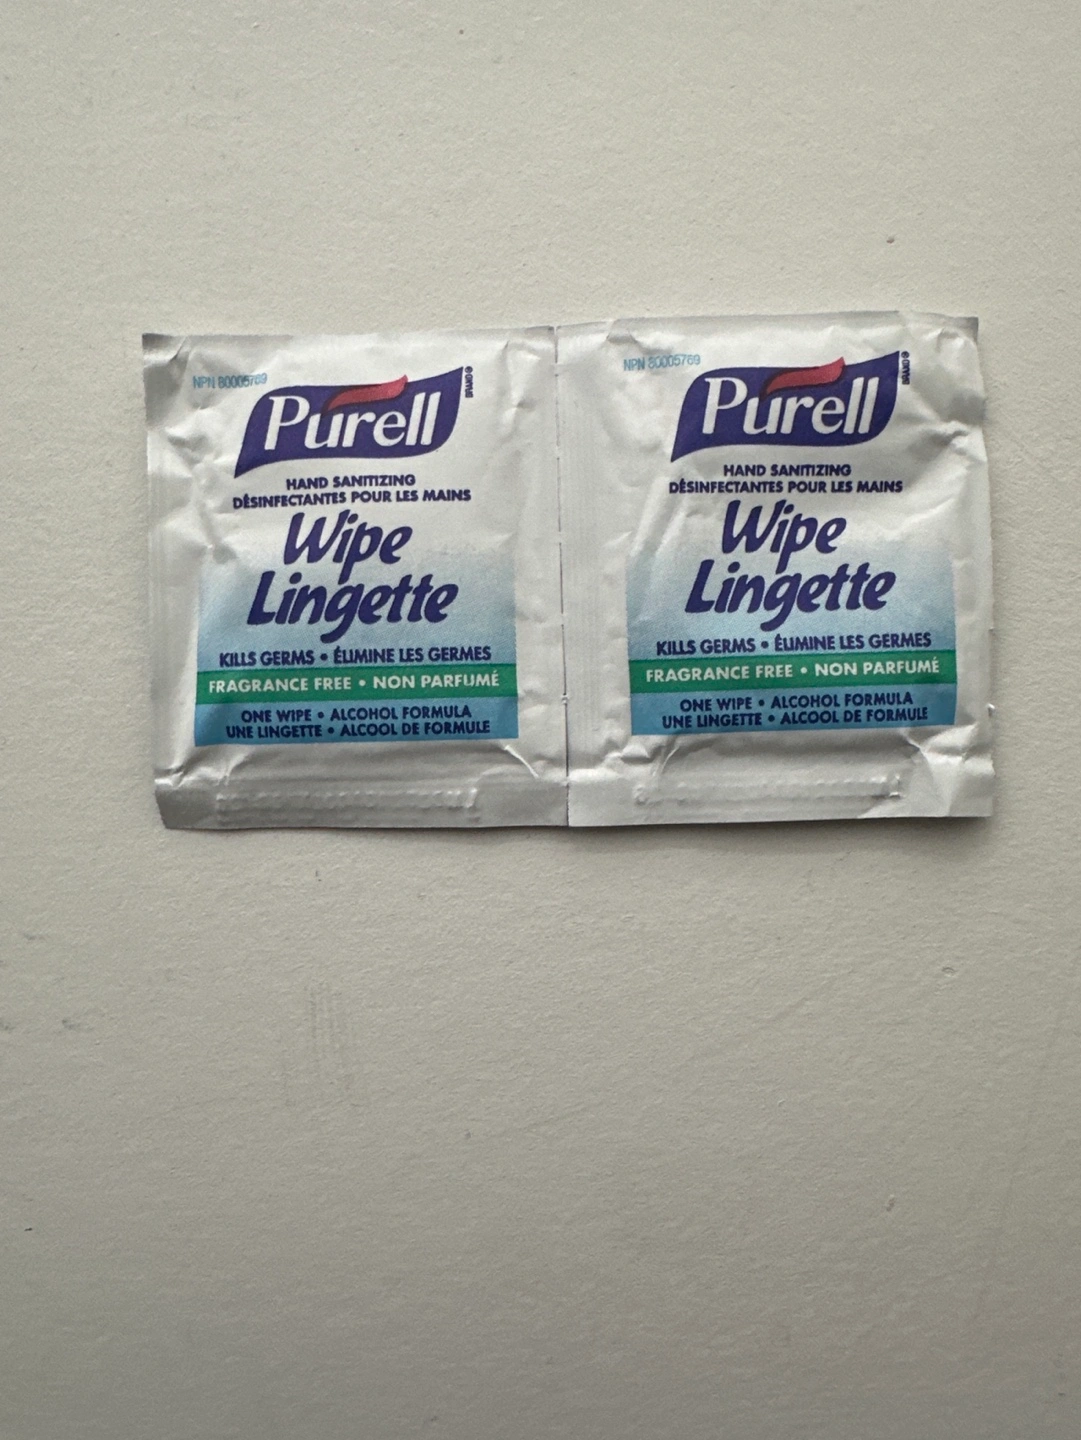 NPN 80005769
Purell
BRAND®
HAND SANITIZING
DÉSINFECTANTES POUR LES MAINS
Wipe
Lingette
KILLS GERMS • ÉLIMINE LES GERMES
FRAGRANCE FREE • NON PARFUMÉ
ONE WIPE • ALCOHOL FORMULA
UNE LINGETTE • ALCOOL DE FORMULE
NPN 80005769
Purell
BRAND®
HAND SANITIZING
DÉSINFECTANTES POUR LES MAINS
Wipe
Lingette
KILLS GERMS • ÉLIMINE LES GERMES
FRAGRANCE FREE • NON PARFUMÉ
ONE WIPE • ALCOHOL FORMULA
UNE LINGETTE • ALCOOL DE FORMULE